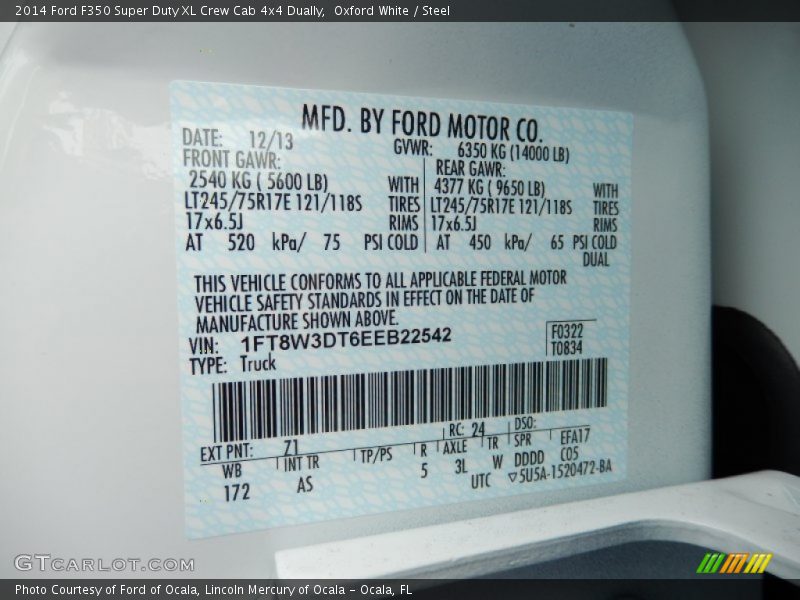 2014 Ford F350 Super Duty XL Crew Cab 4x4 Dually,  Oxford White / Steel
MFD. BY FORD MOTOR CO.
DATE: 12/13 GVWR: 6350 KG (14000 LB)
FRONT GAWR: REAR GAWR:
2540 KG ( 5600 LB) WITH 4377 KG ( 9650 LB) WITH
LT245/75R17E 121/118S TIRES LT245/75R17E 121/118S TIRES
17x6.5J RIMS 17x6.5J RIMS
AT 520 kPa/ 75 PSI COLD AT 450 kPa/ 65 PSI COLD
DUAL
THIS VEHICLE CONFORMS TO ALL APPLICABLE FEDERAL MOTOR
VEHICLE SAFETY STANDARDS IN EFFECT ON THE DATE OF
MANUFACTURE SHOWN ABOVE.
VIN: 1FT8W3DT6EEB22542 F0322
TYPE: Truck T0834
EXT PNT: Z1 RC: 24 DSO:
WB INT TR TP/PS R AXLE TR SPR EFA17
172 AS 5 3L W DDDD C05
UTC ▽5U5A-1520472-BA
GTCARLOT.COM
Photo Courtesy of Ford of Ocala, Lincoln Mercury of Ocala - Ocala, FL